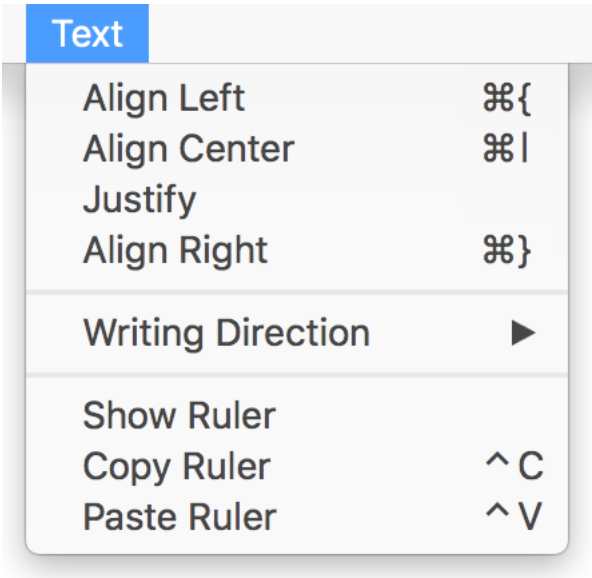 Text
Align Left ⌘{
Align Center ⌘|
Justify
Align Right ⌘}
Writing Direction ▶
Show Ruler
Copy Ruler ^ C
Paste Ruler ^ V